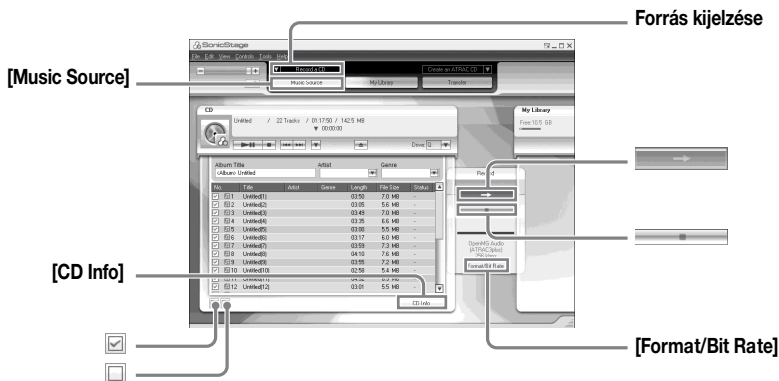 Forrás kijelzése
[Music Source]
SonicStage
File Edit View Controls Tools Help
Record a CD
Create an ATRAC CD
Music Source
My Library
Transfer
CD
Untitled / 22 Tracks / 01:17:50 / 142.5 MB
00:00:00
Drive: Q
My Library
Free:10.5 GB
Album Title Artist Genre
<Album> Untitled
Record
No. Title Artist Genre Length File Size Status
1 Untitled(1) 03:50 7.0 MB -
2 Untitled(2) 03:05 5.6 MB -
3 Untitled(3) 03:49 7.0 MB -
4 Untitled(4) 03:35 6.6 MB -
5 Untitled(5) 03:00 5.5 MB -
6 Untitled(6) 03:17 6.0 MB -
7 Untitled(7) 03:59 7.3 MB -
8 Untitled(8) 04:10 7.6 MB -
9 Untitled(9) 03:55 7.2 MB -
10 Untitled(10) 02:58 5.4 MB -
12 Untitled(12) 03:01 5.5 MB -
OpenMG Audio
(ATRAC3plus)
Format/Bit Rate
CD Info
[CD Info]
[Format/Bit Rate]